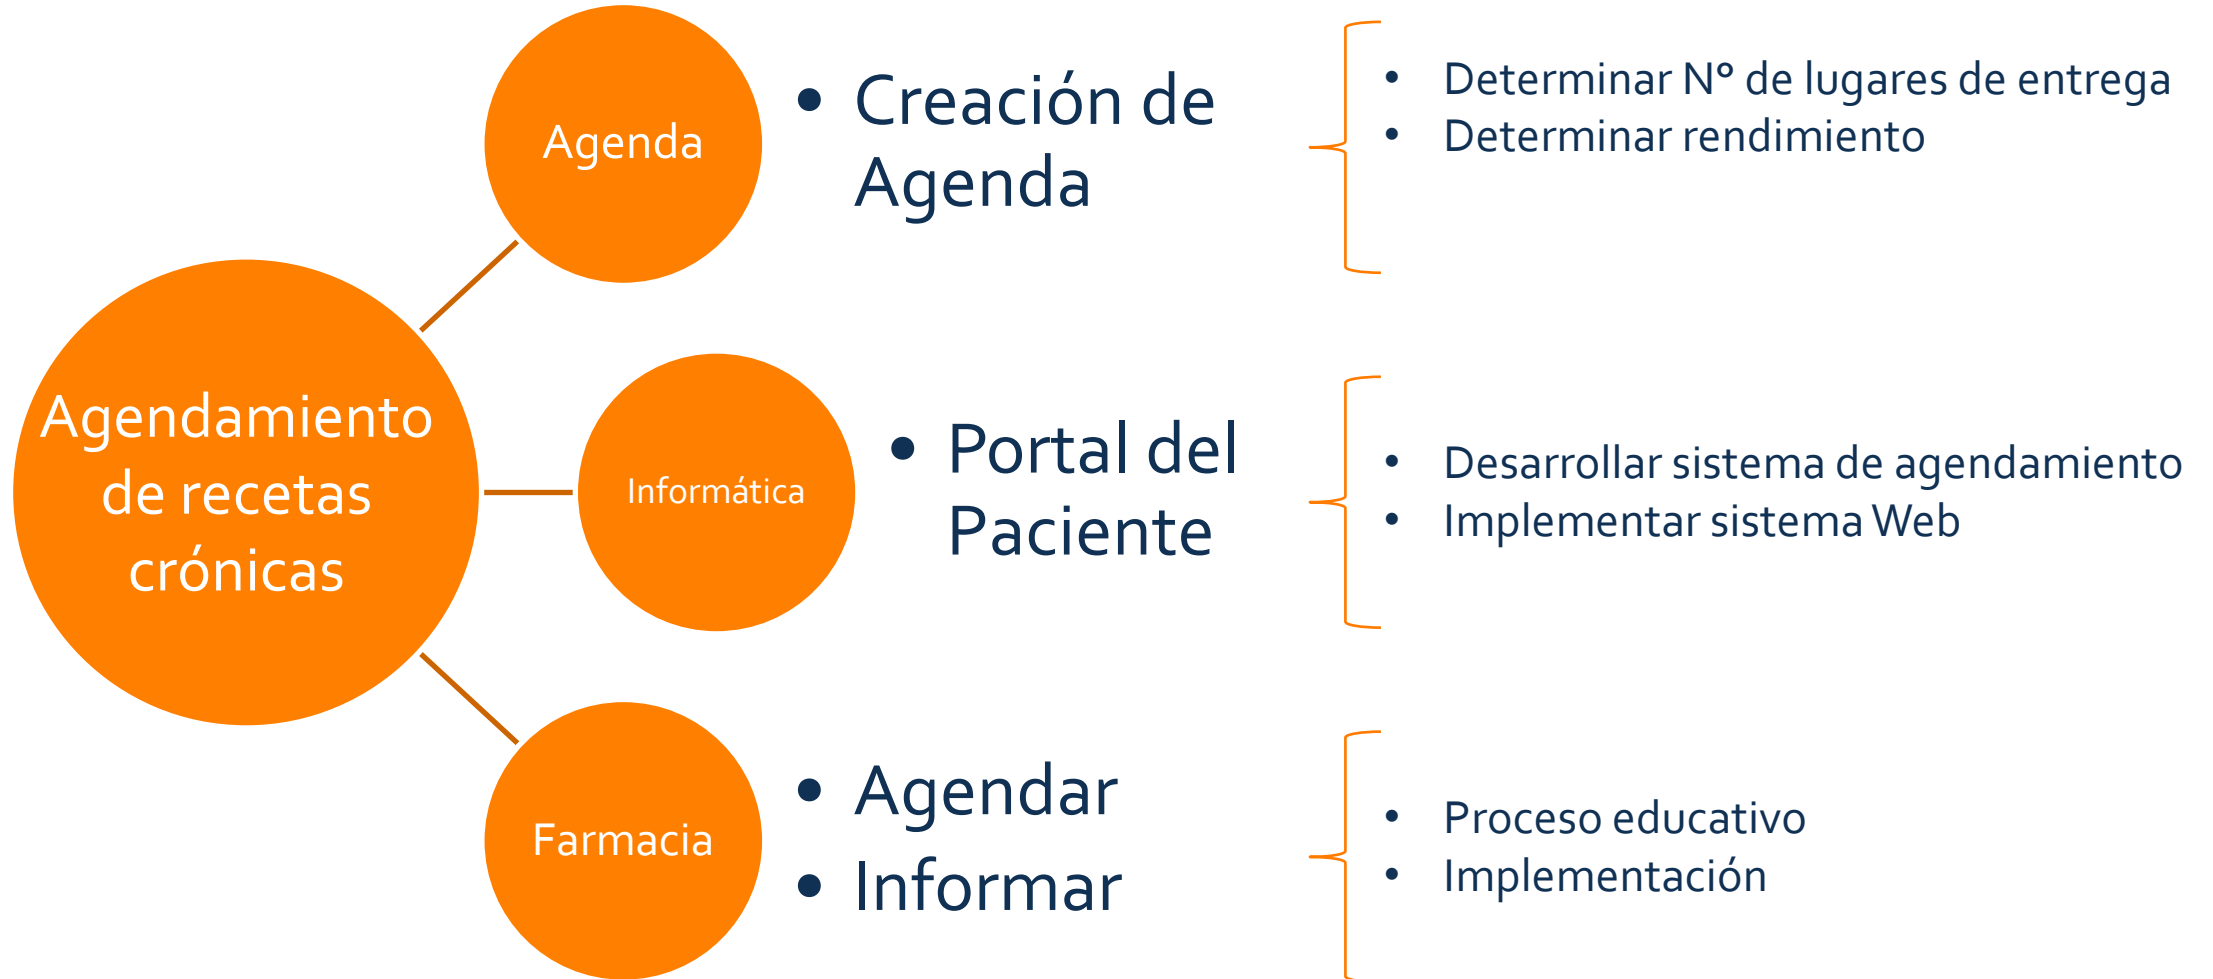 Agendamiento
de recetas
crónicas
Agenda
• Creación de
Agenda
• Determinar N° de lugares de entrega
• Determinar rendimiento
Informática
• Portal del
Paciente
• Desarrollar sistema de agendamiento
• Implementar sistema Web
Farmacia
• Agendar
• Informar
• Proceso educativo
• Implementación